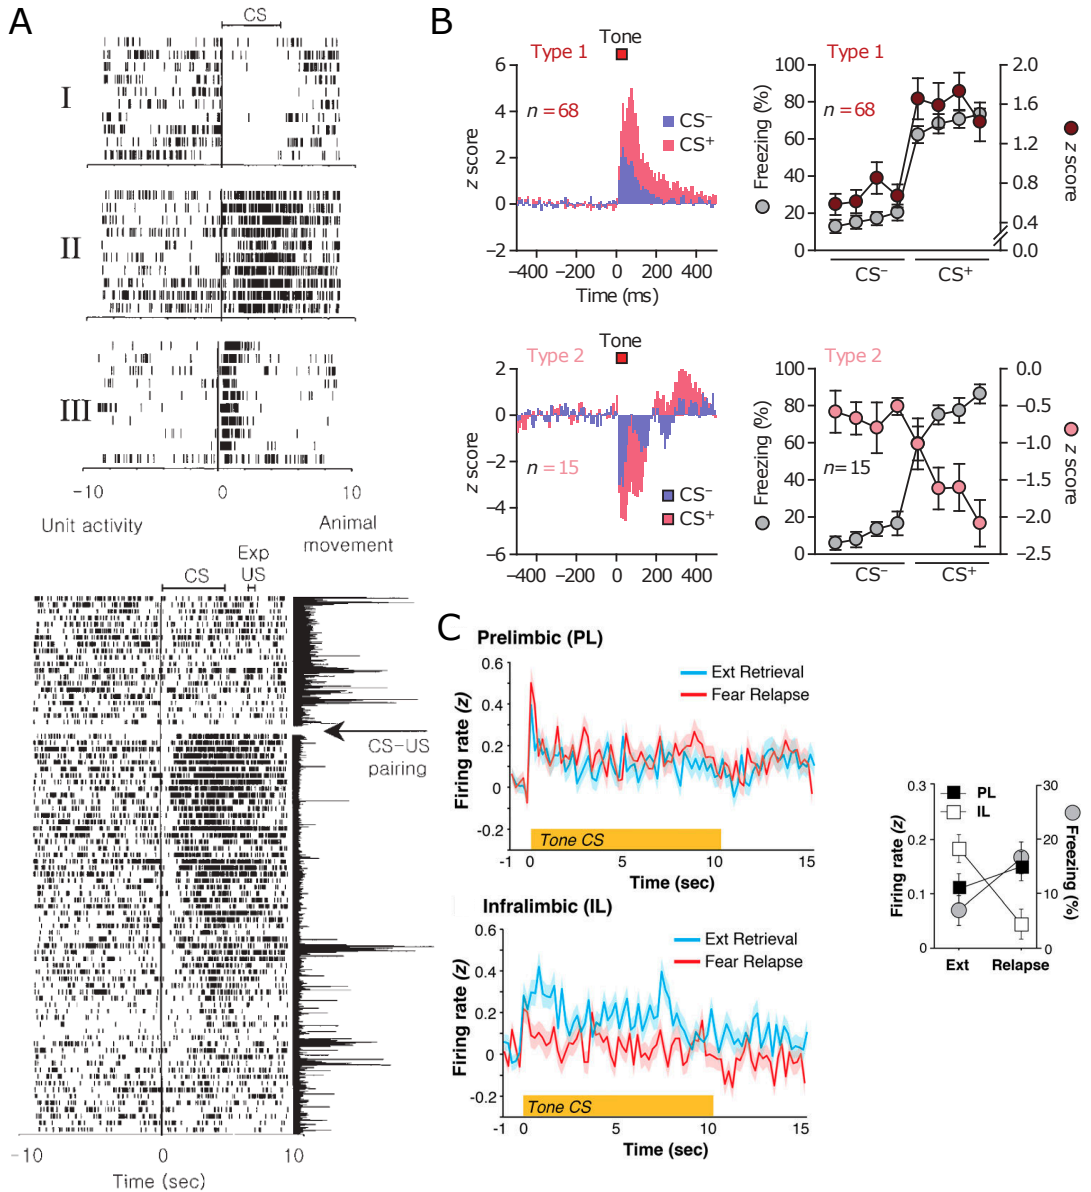 A
CS
I
II
III
-10
0
10
Unit activity
Animal
movement
CS
Exp
US
CS-US
pairing
-10
0
10
Time (sec)
B
Tone
Type 1
n = 68
CS⁻
CS⁺
6
4
2
0
−2
z score
−400
−200
0
200
400
Time (ms)
Type 1
n = 68
100
80
60
40
20
0
Freezing (%)
2.0
1.6
1.2
0.8
0.4
0.0
z score
CS⁻
CS⁺
Tone
Type 2
n = 15
CS⁻
CS⁺
2
0
−2
−4
−6
z score
−400
−200
0
200
400
Type 2
n = 15
100
80
60
40
20
0
Freezing (%)
0.0
−0.5
−1.0
−1.5
−2.0
−2.5
z score
CS⁻
CS⁺
C
Prelimbic (PL)
Ext Retrieval
Fear Relapse
0.6
0.4
0.2
0
-0.2
Firing rate (z)
Tone CS
-1
0
5
10
15
Time (sec)
Infralimbic (IL)
Ext Retrieval
Fear Relapse
0.6
0.4
0.2
0
-0.2
Firing rate (z)
Tone CS
-1
0
5
10
15
Time (sec)
PL
IL
0.3
0.2
0.1
0
Firing rate (z)
30
20
10
0
Freezing (%)
Ext
Relapse